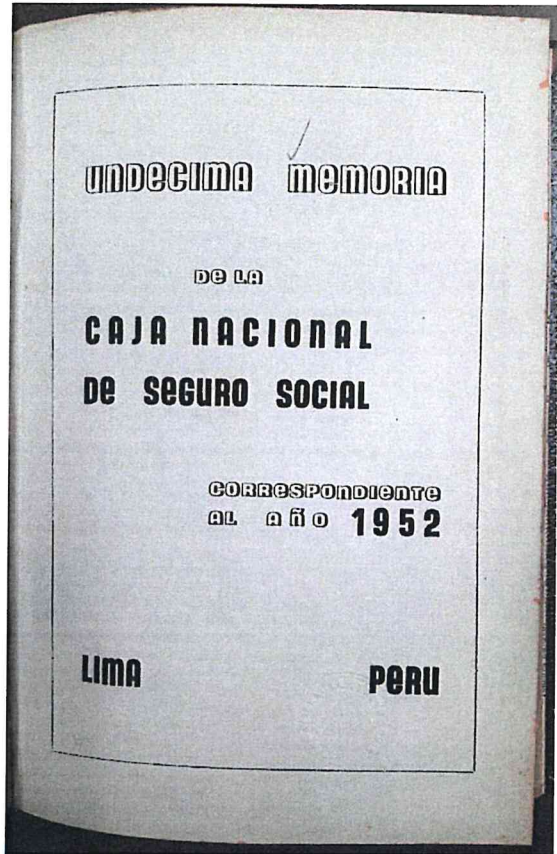 UNDECIMA MEMORIA
DE LA
CAJA NACIONAL
DE SEGURO SOCIAL
CORRESPONDIENTE
AL AÑO 1952
LIMA PERU